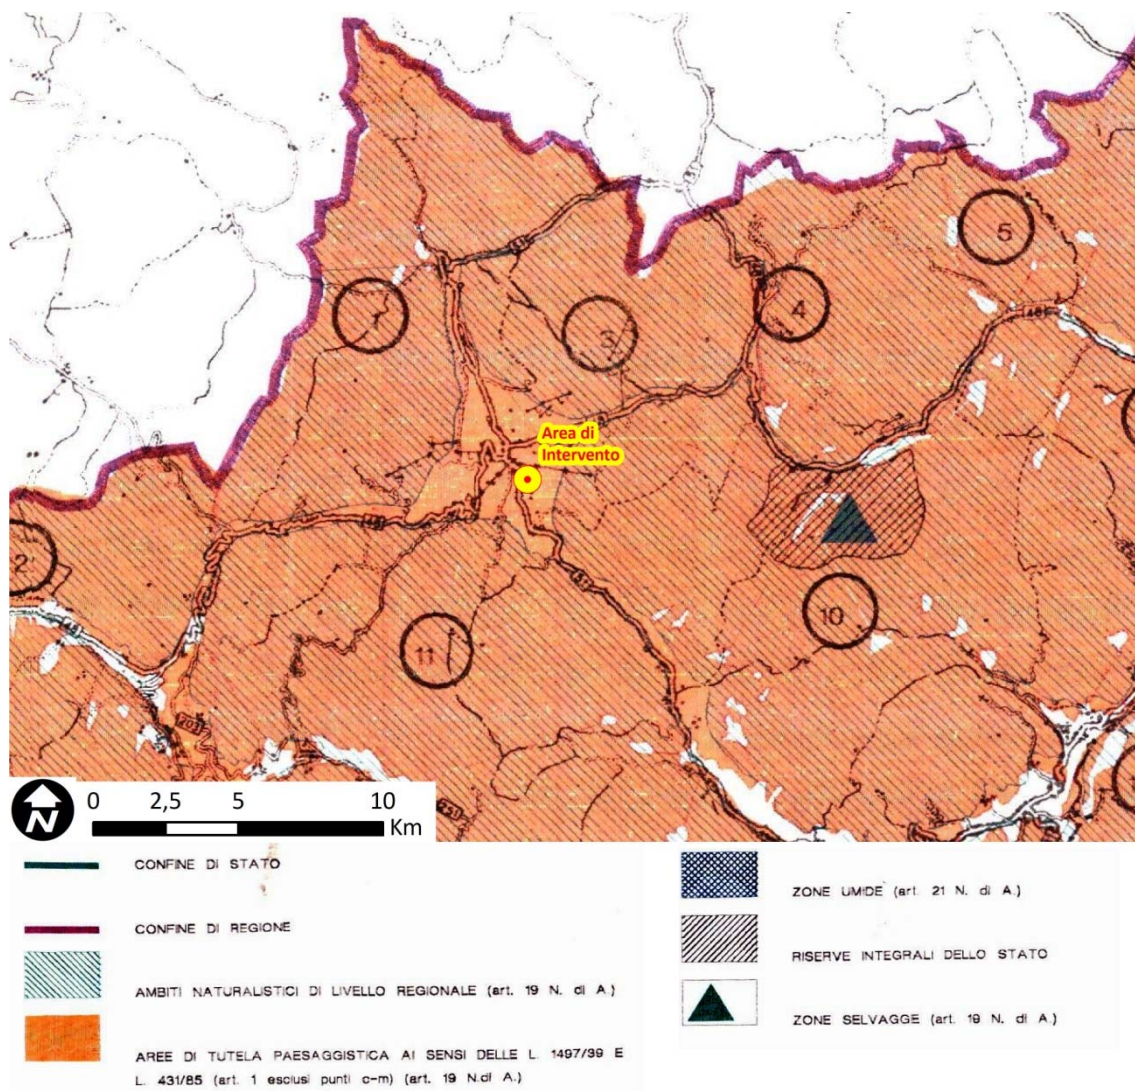 5
4
3
Area di
Intervento
2
10
11
N
0 2,5 5 10
Km
CONFINE DI STATO
CONFINE DI REGIONE
AMBITI NATURALISTICI DI LIVELLO REGIONALE (art. 19 N. di A.)
AREE DI TUTELA PAESAGGISTICA AI SENSI DELLE L. 1497/39 E
L. 431/85 (art. 1 esclusi punti c-m) (art. 19 N.di A.)
ZONE UMIDE (art. 21 N. di A.)
RISERVE INTEGRALI DELLO STATO
ZONE SELVAGGE (art. 19 N. di A.)